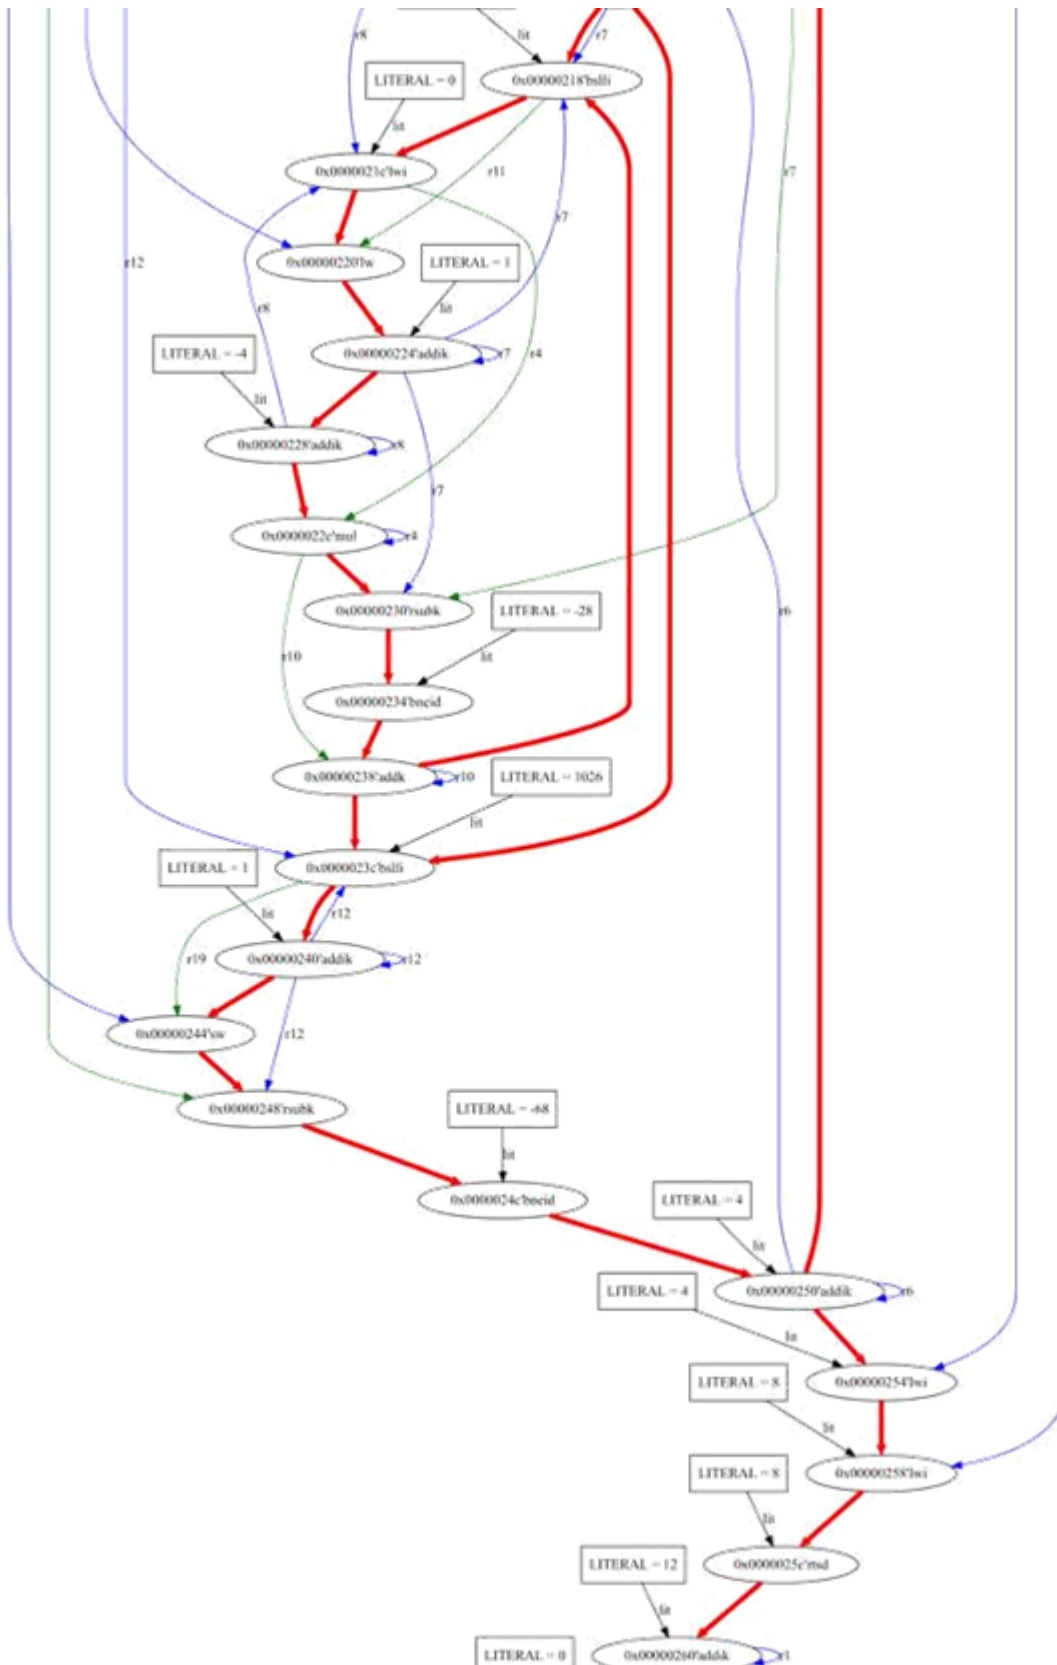 lit
r8
r7
0x00000218'bslli
LITERAL = 0
lit
r11
r7
0x0000021c'lwi
r7
r12
0x00000220'lw
LITERAL = 1
lit
r8
LITERAL = -4
0x00000224'addik
r7
r4
lit
0x00000228'addik
r8
r7
0x0000022c'mul
r4
0x00000230'rsubk
LITERAL = -28
r6
r10
lit
0x00000234'bneid
0x00000238'addk
r10
LITERAL = 1026
lit
LITERAL = 1
0x0000023c'bslli
lit
r12
r19
0x00000240'addik
r12
0x00000244'sw
r12
0x00000248'rsubk
LITERAL = -68
lit
0x0000024c'bneid
LITERAL = 4
lit
LITERAL = 4
0x00000250'addik
r6
lit
LITERAL = 8
0x00000254'lwi
lit
LITERAL = 8
0x00000258'lwi
lit
LITERAL = 12
0x0000025c'rtsd
lit
LITERAL = 0
0x00000260'addik
r1